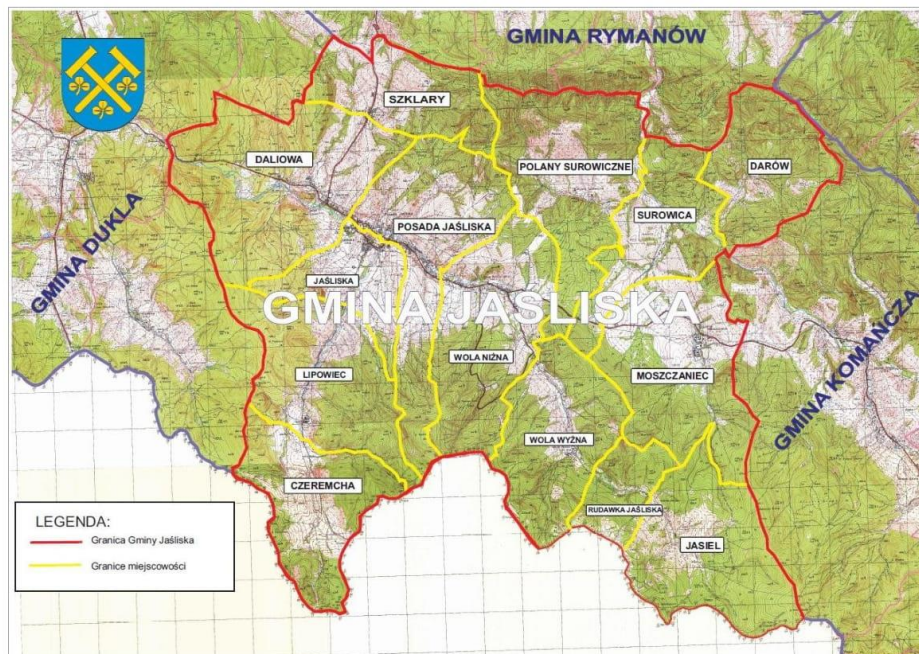 GMINA RYMANÓW
SZKLARY
DALIOWA
POLANY SUROWICZNE
DARÓW
GMINA DUKLA
POSADA JAŚLISKA
SUROWICA
JAŚLISKA
GMINA JAŚLISKA
GMINA KOMAŃCZA
WOLA NIŻNA
LIPOWIEC
MOSZCZANIEC
WOLA WYŻNA
CZEREMCHA
RUDAWKA JAŚLISKA
JASIEL
LEGENDA:
Granica Gminy Jaśliska
Granice miejscowości